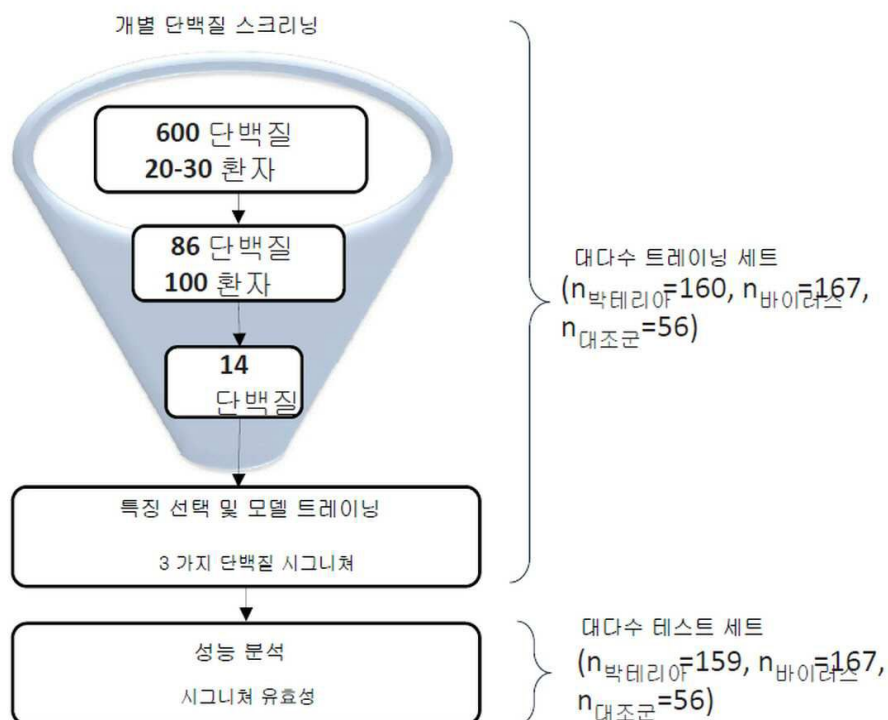 개별 단백질 스크리닝
600 단백질
20-30 환자
86 단백질
100 환자
14
단백질
특징 선택 및 모델 트레이닝
3 가지 단백질 시그니쳐
대다수 트레이닝 세트
(n박테리아=160, n바이러스=167,
n대조군=56)
성능 분석
시그니쳐 유효성
대다수 테스트 세트
(n박테리아=159, n바이러스=167,
n대조군=56)